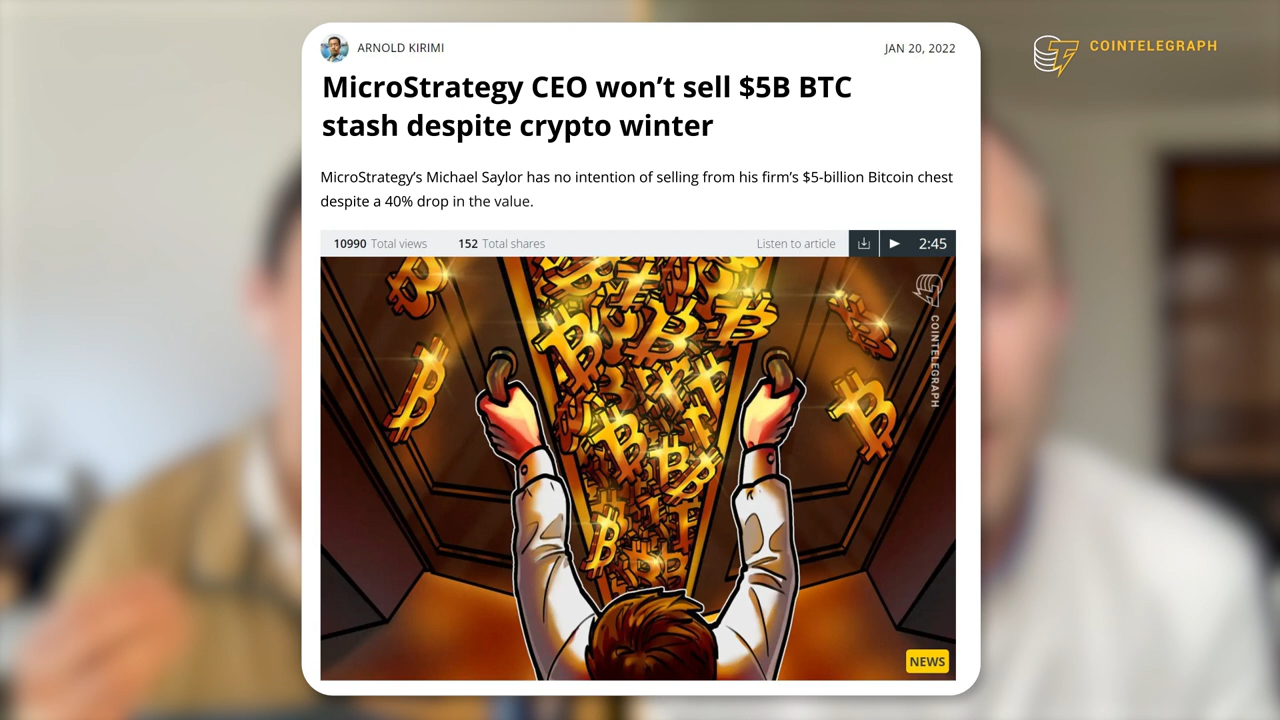 ARNOLD KIRIMI
JAN 20, 2022
COINTELEGRAPH
MicroStrategy CEO won’t sell $5B BTC
stash despite crypto winter
MicroStrategy’s Michael Saylor has no intention of selling from his firm’s $5-billion Bitcoin chest
despite a 40% drop in the value.
10990 Total views 152 Total shares Listen to article 2:45
COINTELEGRAPH
NEWS